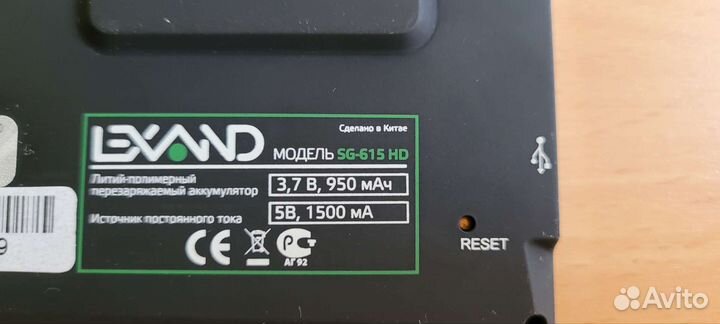 LEXAND
Сделано в Китае
МОДЕЛЬ SG-615 HD
Литий-полимерный
перезаряжаемый аккумулятор
3,7 В, 950 мАч
Источник постоянного тока
5В, 1500 мА
CE
АГ 92
RESET
9
Avito